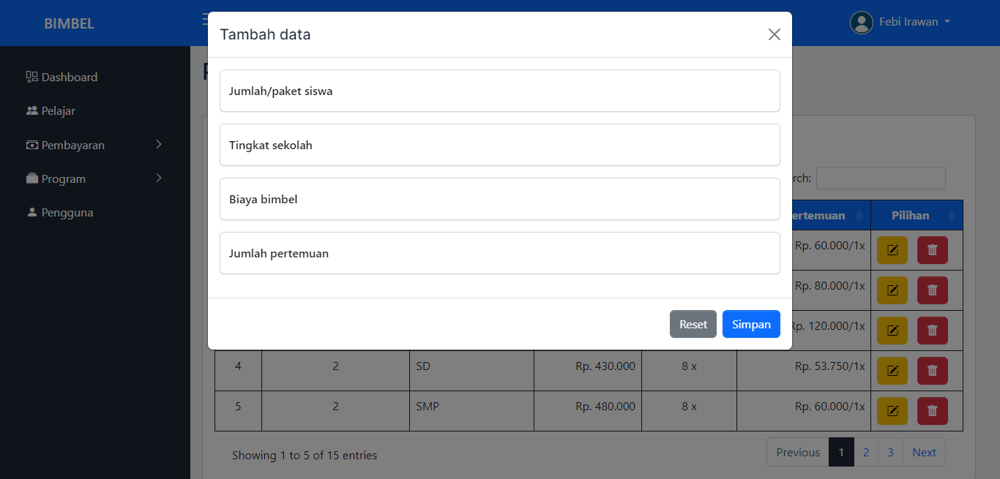 BIMBEL
Febi Irawan
Dashboard
Pelajar
Pembayaran
Program
Pengguna
Tambah data
Jumlah/paket siswa
Tingkat sekolah
Biaya bimbel
Jumlah pertemuan
Reset Simpan
rch:
ertemuan Pilihan
Rp. 60.000/1x
Rp. 80.000/1x
Rp. 120.000/1x
4 2 SD Rp. 430.000 8 x Rp. 53.750/1x
5 2 SMP Rp. 480.000 8 x Rp. 60.000/1x
Showing 1 to 5 of 15 entries
Previous 1 2 3 Next